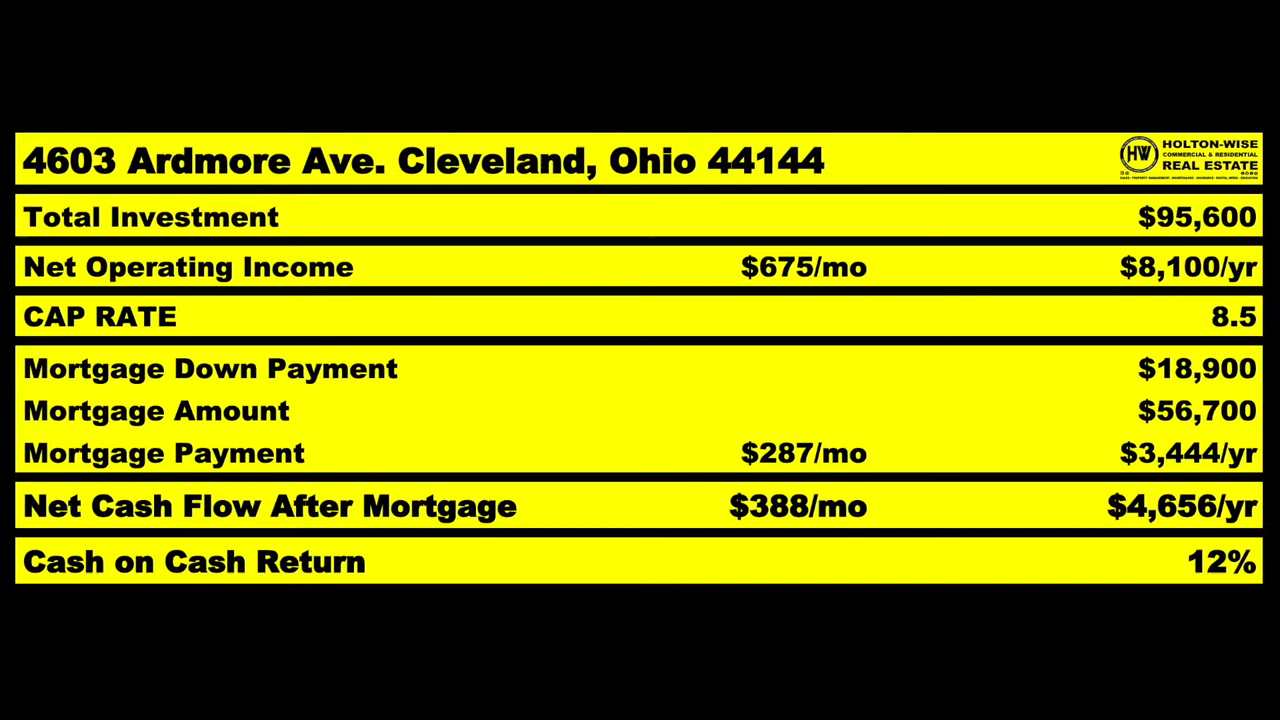 4603 Ardmore Ave. Cleveland, Ohio 44144
HW
HOLTON-WISE
COMMERCIAL & RESIDENTIAL
REAL ESTATE
Total Investment $95,600
Net Operating Income $675/mo $8,100/yr
CAP RATE 8.5
Mortgage Down Payment $18,900
Mortgage Amount $56,700
Mortgage Payment $287/mo $3,444/yr
Net Cash Flow After Mortgage $388/mo $4,656/yr
Cash on Cash Return 12%